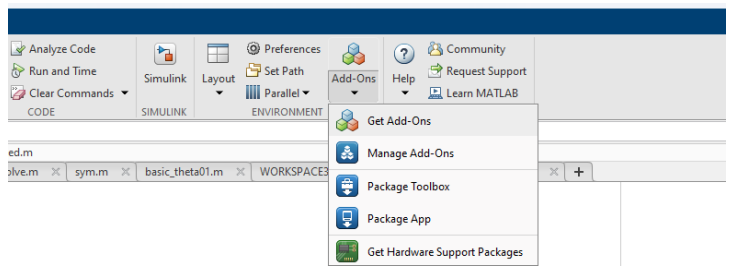 Analyze Code
Run and Time
Clear Commands
CODE
Simulink
SIMULINK
Layout
Preferences
Set Path
Parallel
ENVIRONMENT
Add-Ons
Help
Community
Request Support
Learn MATLAB
Get Add-Ons
Manage Add-Ons
Package Toolbox
Package App
Get Hardware Support Packages
ed.m
olve.m sym.m basic_theta01.m WORKSPACE3